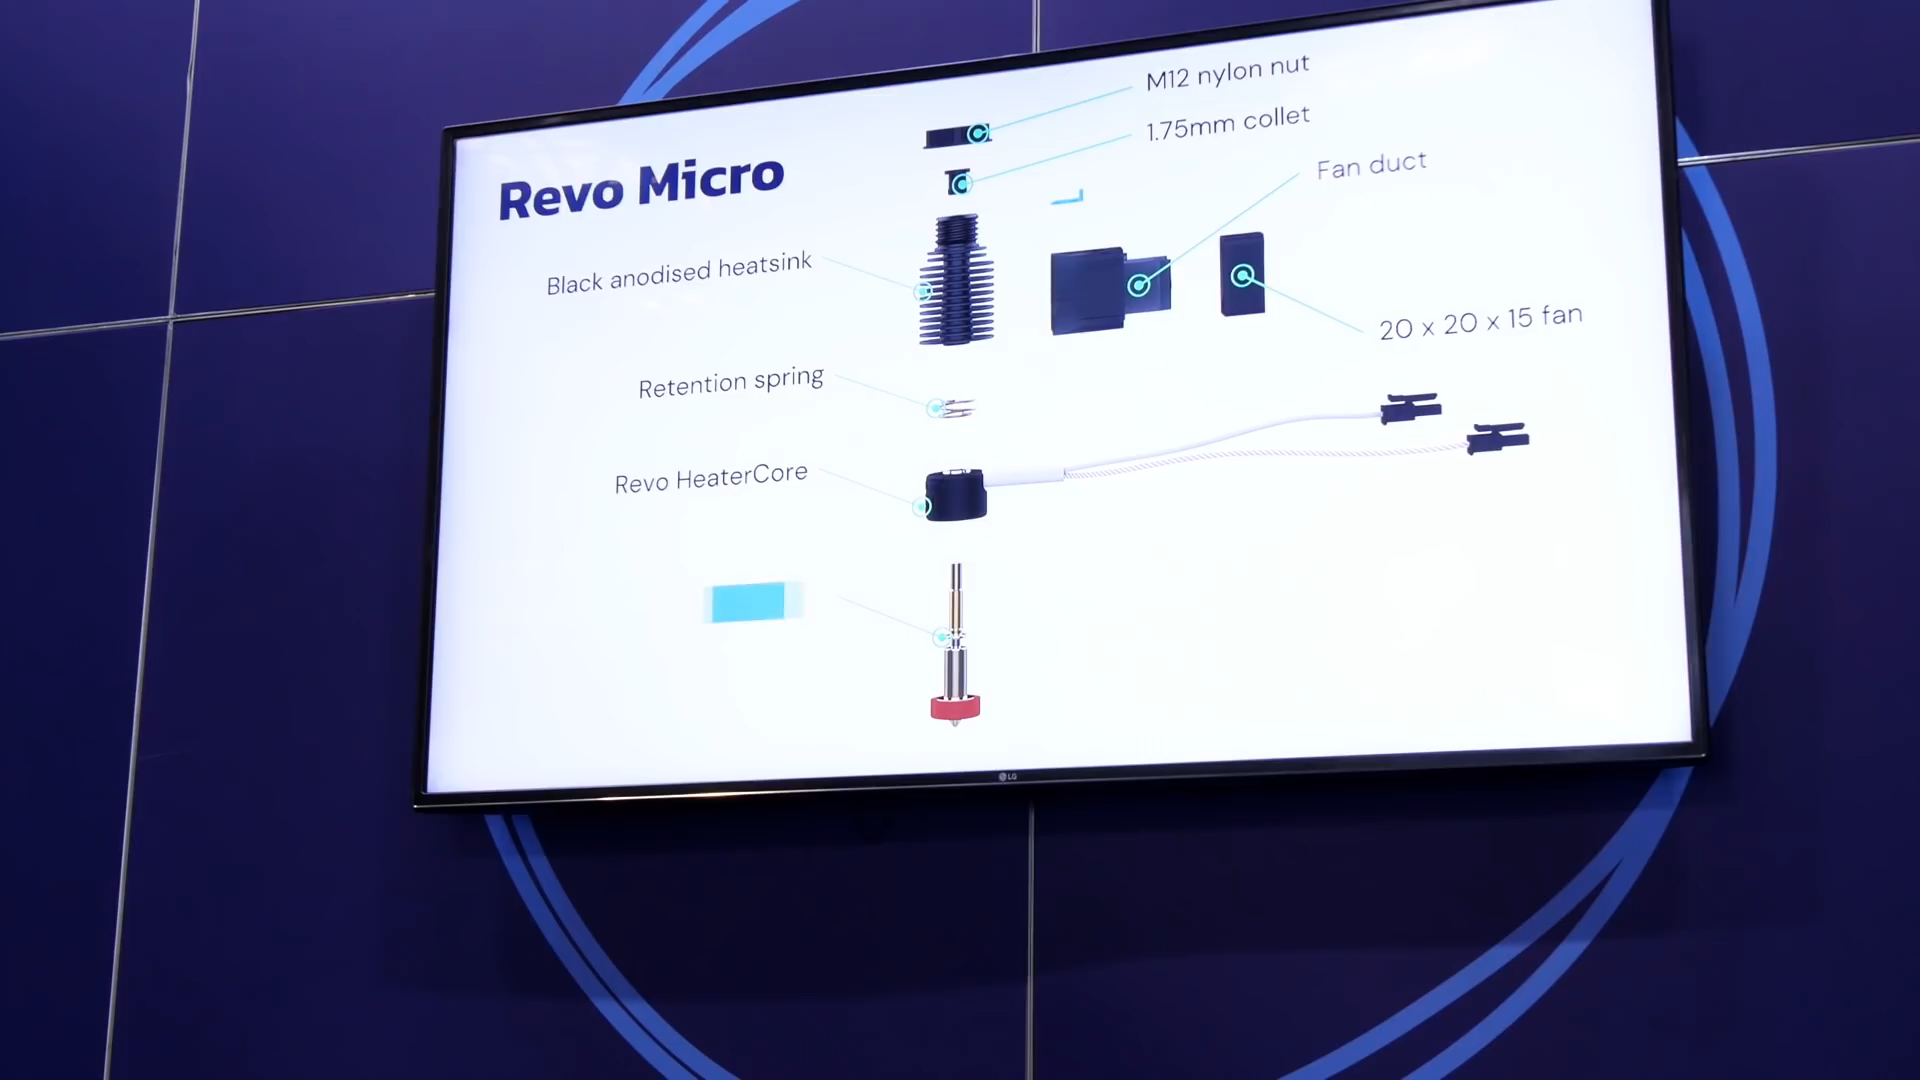 M12 nylon nut
1.75mm collet
Revo Micro
Fan duct
Black anodised heatsink
20 x 20 x 15 fan
Retention spring
Revo HeaterCore
LG